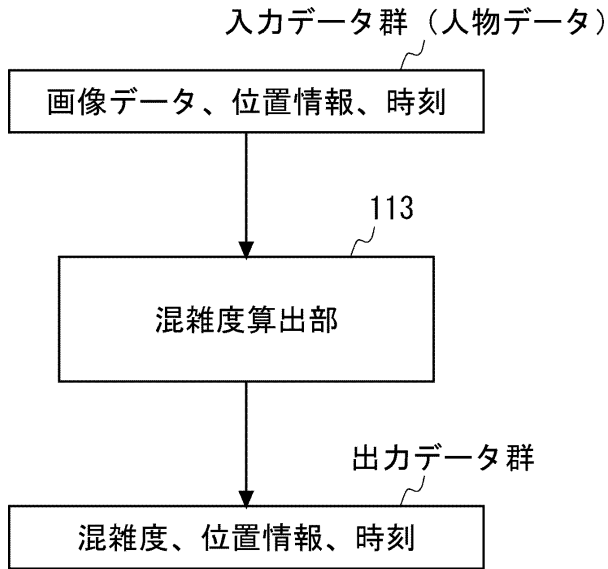 入力データ群（人物データ）
画像データ、位置情報、時刻
113
混雑度算出部
出力データ群
混雑度、位置情報、時刻